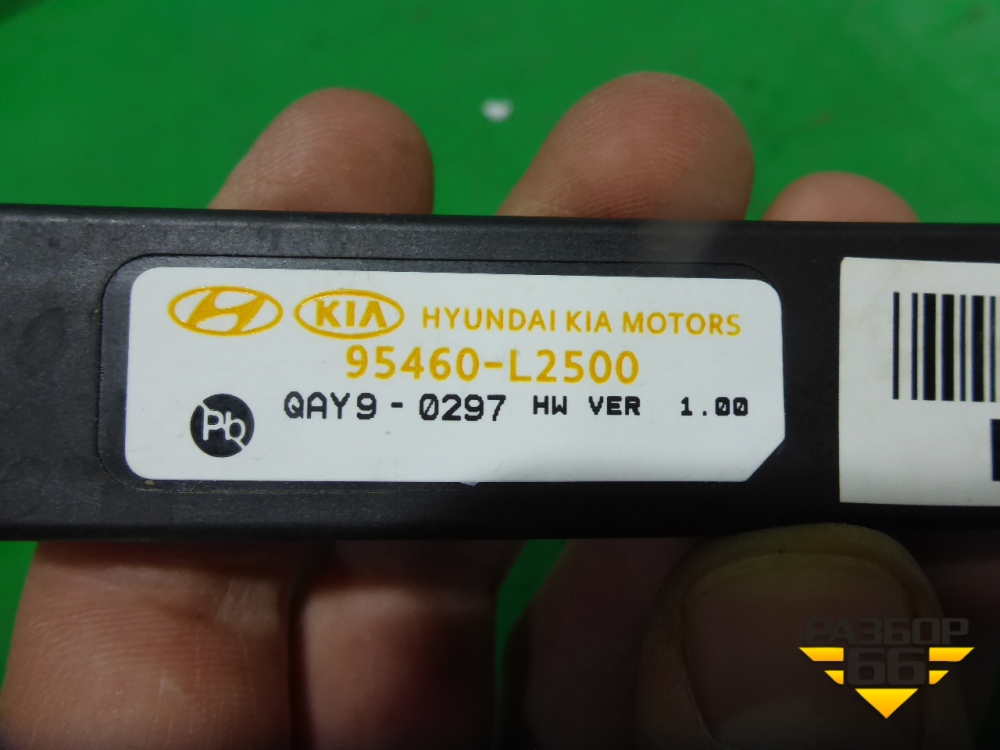 KIA HYUNDAI KIA MOTORS
95460-L2500
Pb QAY9-0297 HW VER 1.00
РАЗБОР
66